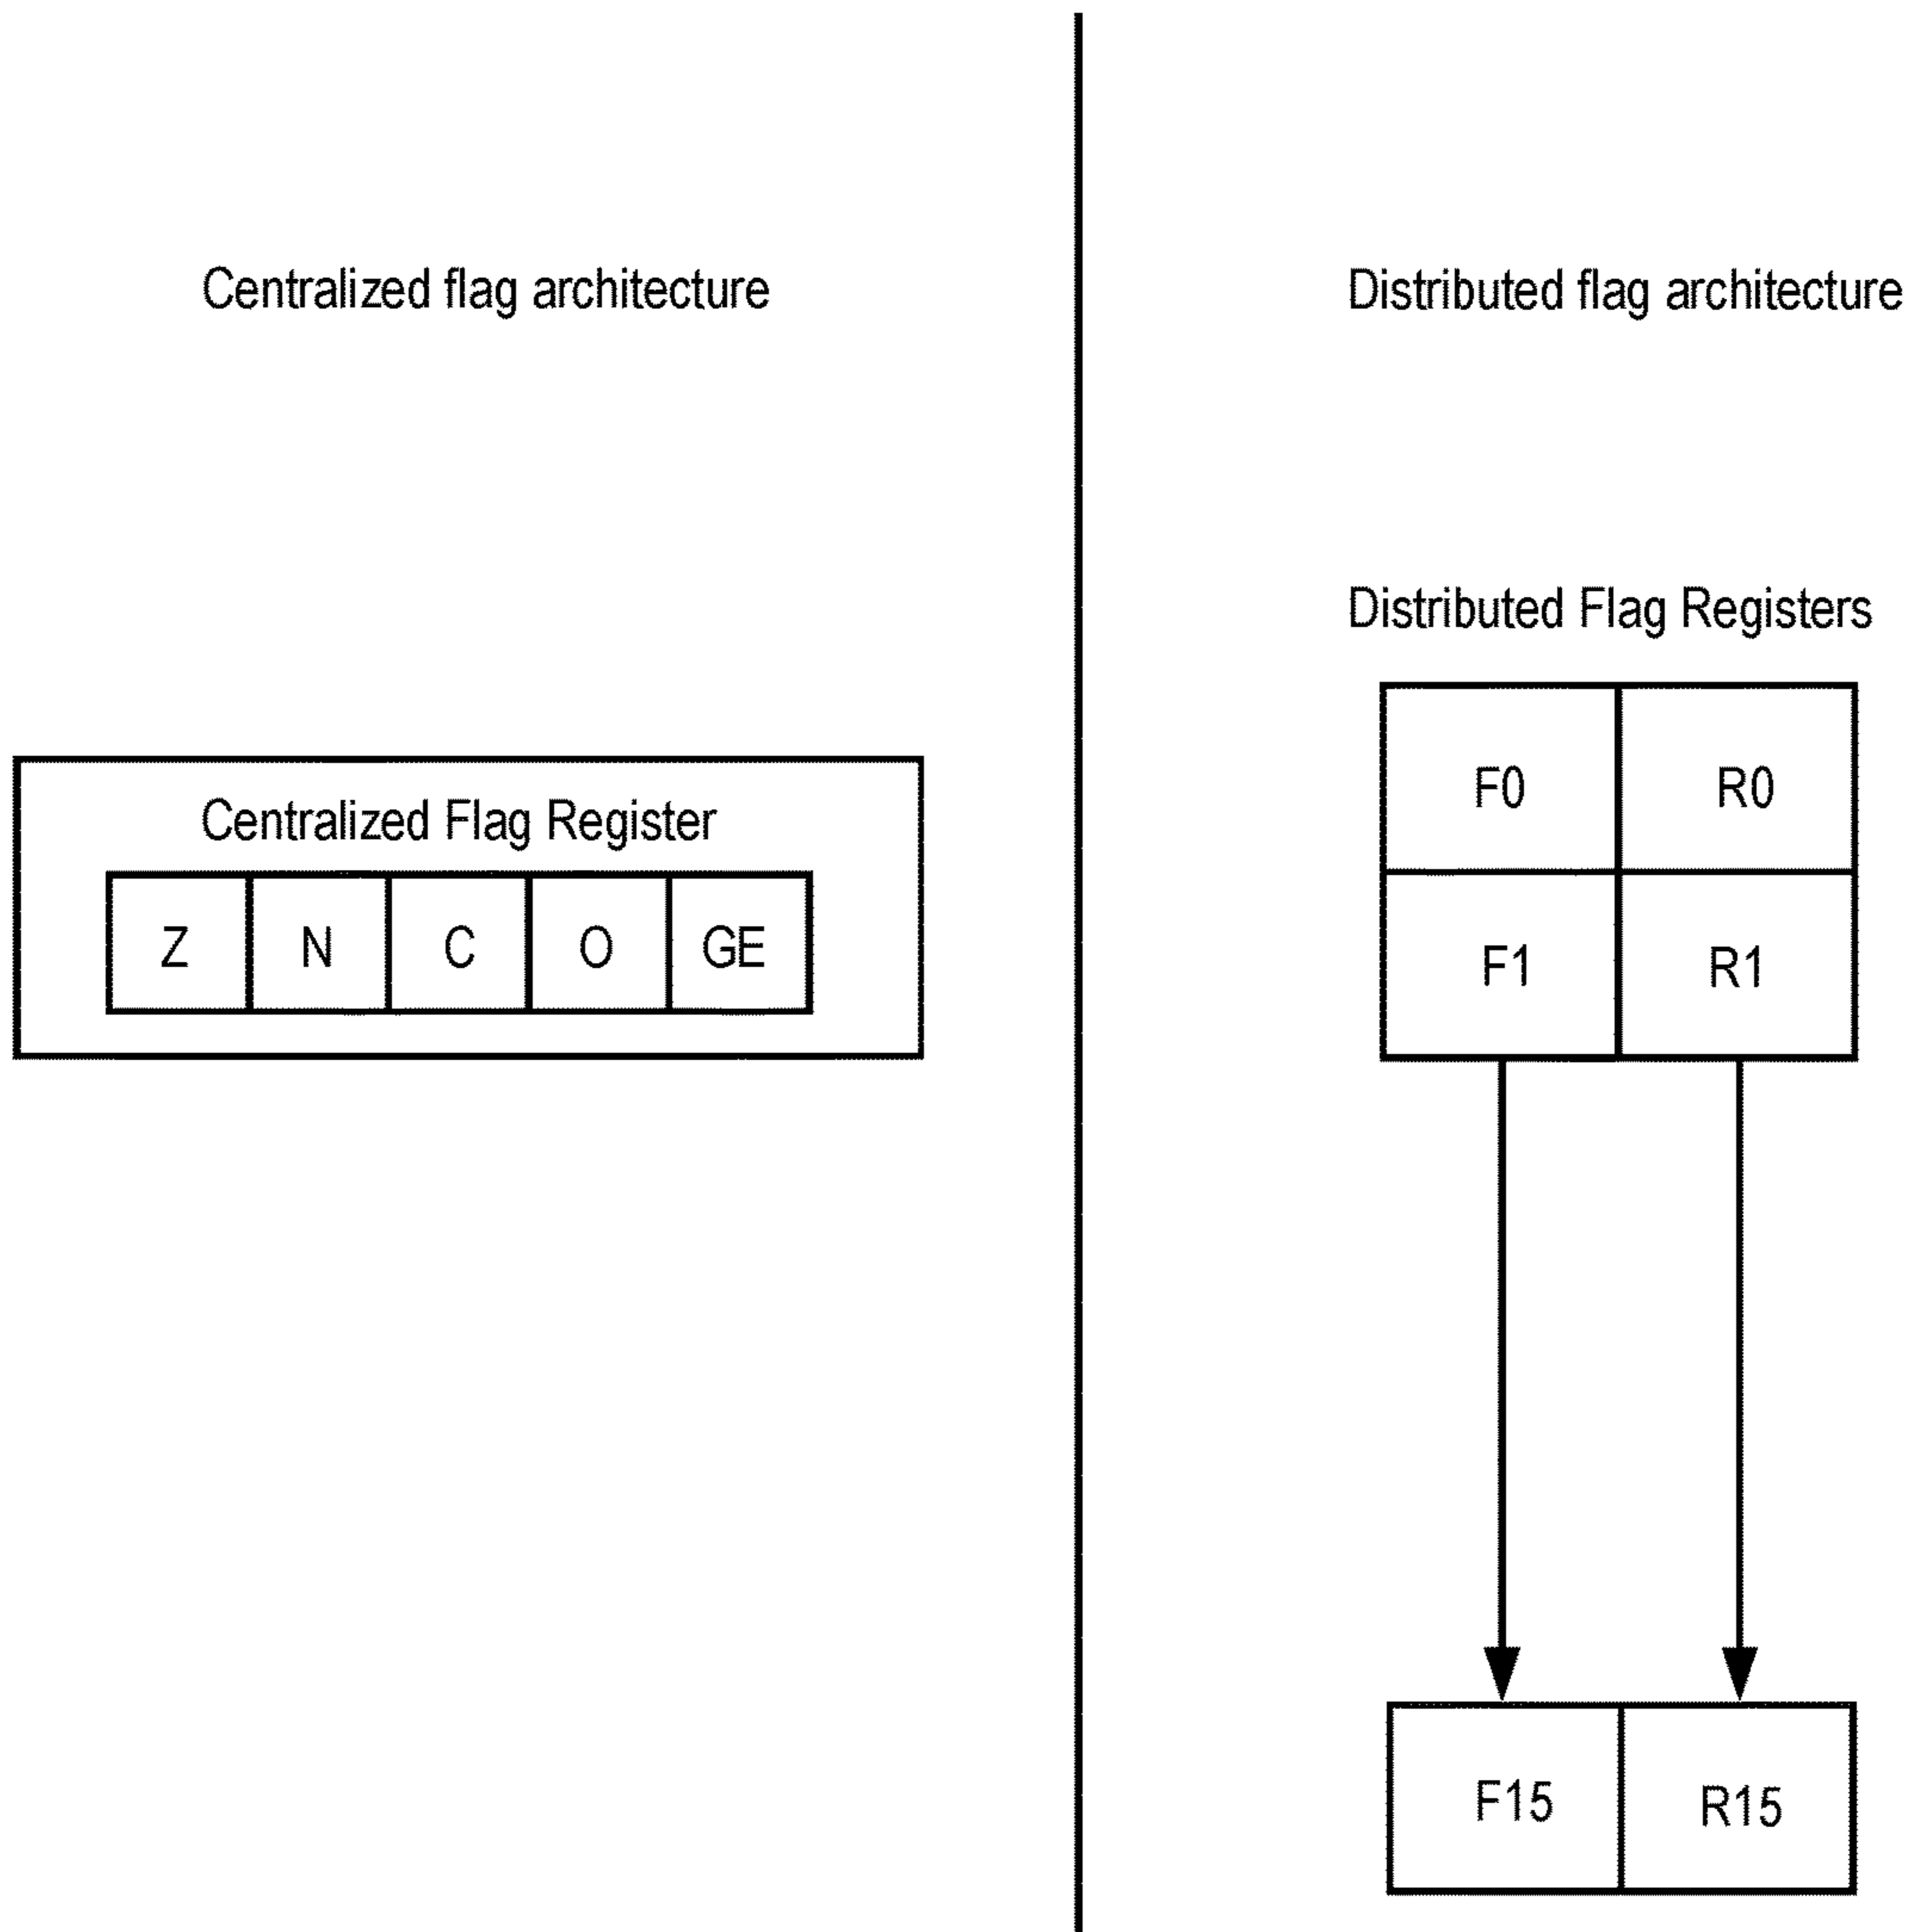 Centralized flag architecture
Centralized Flag Register
Z N C O GE
Distributed flag architecture
Distributed Flag Registers
F0 R0
F1 R1
F15 R15